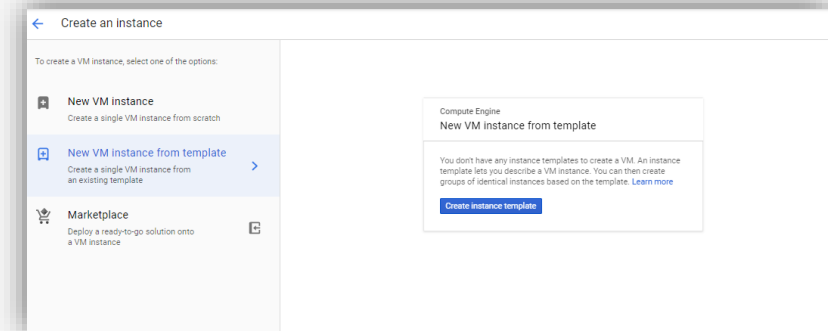 Create an instance
To create a VM instance, select one of the options:
New VM instance
Create a single VM instance from scratch
New VM instance from template
Create a single VM instance from
an existing template
Marketplace
Deploy a ready-to-go solution onto
a VM instance
Compute Engine
New VM instance from template
You don't have any instance templates to create a VM. An instance
template lets you describe a VM instance. You can then create
groups of identical instances based on the template. Learn more
Create instance template